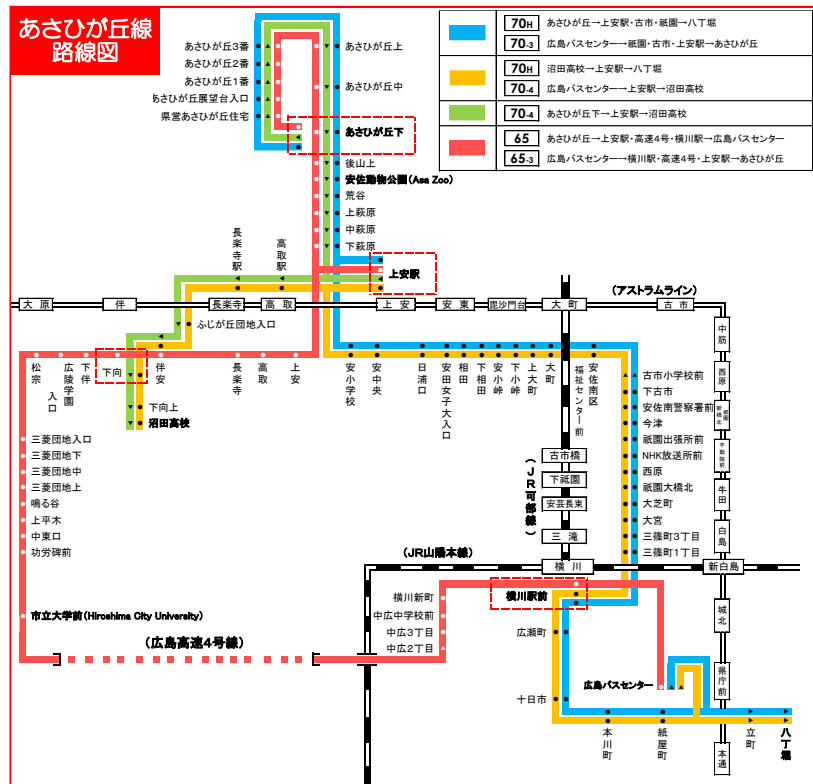 あさひが丘線
路線図
70H あさひが丘→上安駅・古市・祇園→八丁堀
70-3 広島バスセンター→祇園・古市・上安駅→あさひが丘
70H 沼田高校→上安駅→八丁堀
70-4 広島バスセンター→上安駅→沼田高校
70-4 あさひが丘下→上安駅→沼田高校
65 あさひが丘→上安駅・高速4号・横川駅→広島バスセンター
65-3 広島バスセンター→横川駅・高速4号・上安駅→あさひが丘
あさひが丘3番
あさひが丘2番
あさひが丘1番
あさひが丘展望台入口
県営あさひが丘住宅
あさひが丘上
あさひが丘中
あさひが丘下
後山上
安佐動物公園(Asa Zoo)
荒谷
上萩原
中萩原
下萩原
長楽寺駅
高取駅
上安駅
(アストラムライン)
大原
伴
長楽寺
高取
上安
安東
毘沙門台
大町
古市
中筋
西原
祇園新橋北
不動院前
牛田
白島
新白島
城北
県庁前
本通
ふじが丘団地入口
松宗
広陵学園入口
下伴
下向
伴安
長楽寺
高取
上安
安小学校
安中央
日浦口
安田女子大入口
相田
下相田
安小峠
下小峠
上大町
大町
安佐南区福祉センター前
下向上
沼田高校
三菱団地入口
三菱団地下
三菱団地中
三菱団地上
鳴る谷
上平木
中東口
功労碑前
市立大学前(Hiroshima City University)
(広島高速4号線)
古市小学校前
下古市
安佐南警察署前
今津
祇園出張所前
NHK放送所前
西原
祇園大橋北
大芝町
大宮
三篠町3丁目
三篠町1丁目
古市橋
下祇園
安芸長束
三滝
横川
(JR可部線)
(JR山陽本線)
横川駅前
横川新町
中広中学校前
中広3丁目
中広2丁目
広瀬町
十日市
広島バスセンター
本川町
紙屋町
立町
八丁堀